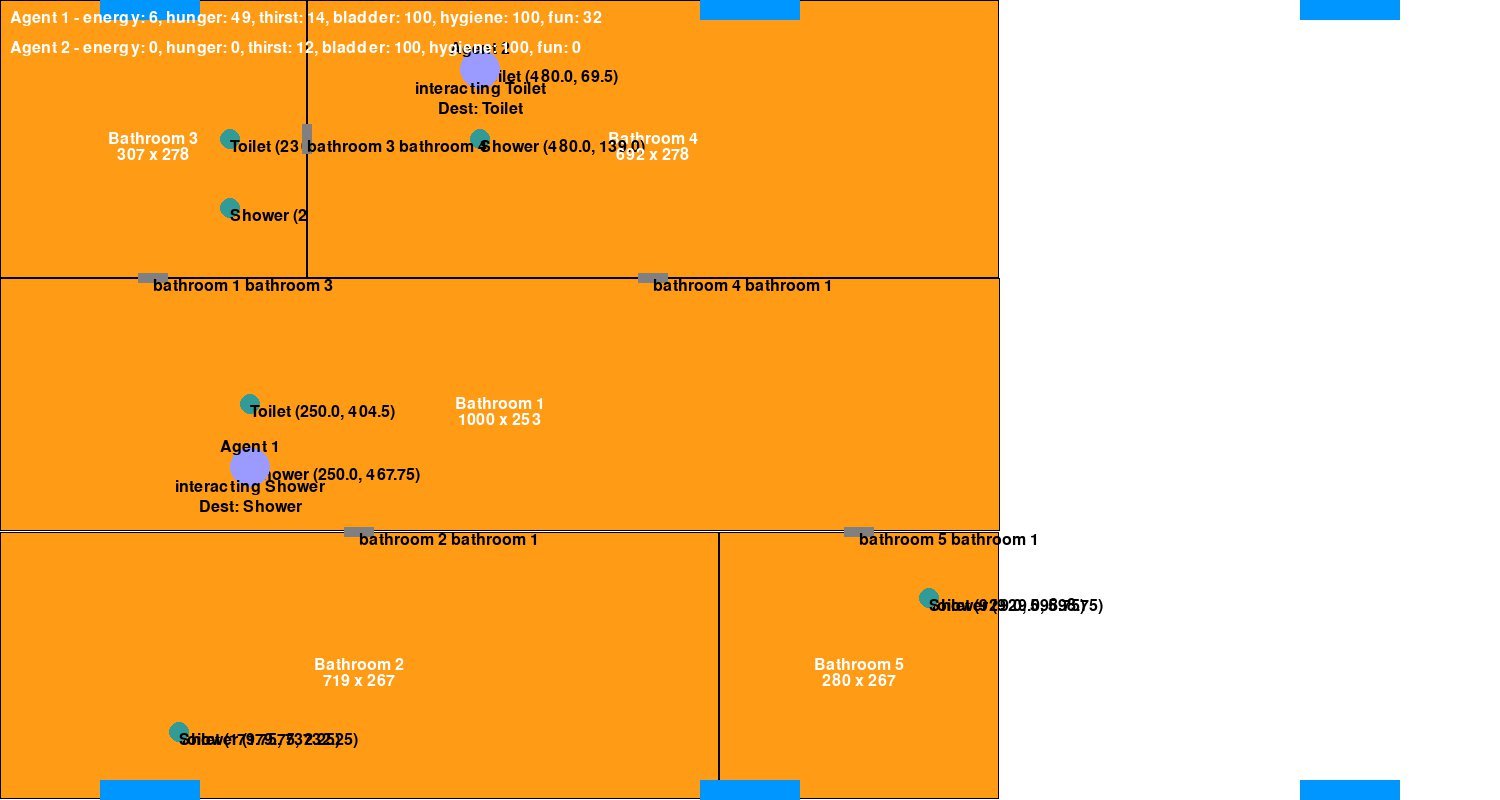 Agent 1 - energy: 6, hunger: 49, thirst: 14, bladder: 100, hygiene: 100, fun: 32
Agent 2 - energy: 0, hunger: 0, thirst: 12, bladder: 100, hygiene: 100, fun: 0
Agent 2
(480.0, 69.5)
interacting Toilet
Dest: Toilet
Bathroom 3
307 x 278
Toilet (23
bathroom 3 bathroom 4
Shower (480.0, 139.0)
Bathroom 4
692 x 278
Shower (2
bathroom 1 bathroom 3
bathroom 4 bathroom 1
Toilet (250.0, 404.5)
Bathroom 1
1000 x 253
Agent 1
(250.0, 467.75)
interacting Shower
Dest: Shower
bathroom 2 bathroom 1
bathroom 5 bathroom 1
Bathroom 2
719 x 267
Bathroom 5
280 x 267